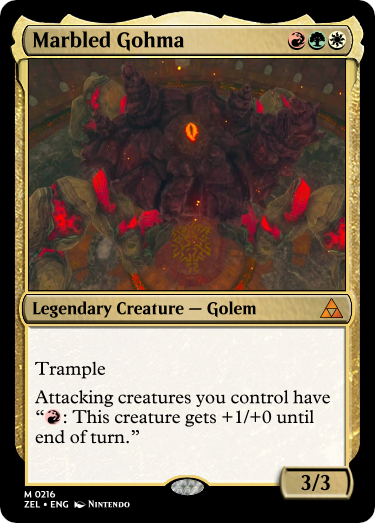 Marbled Gohma
Legendary Creature — Golem
Trample
Attacking creatures you control have
“: This creature gets +1/+0 until
end of turn.”
3/3
M 0216
ZEL • ENG Nintendo